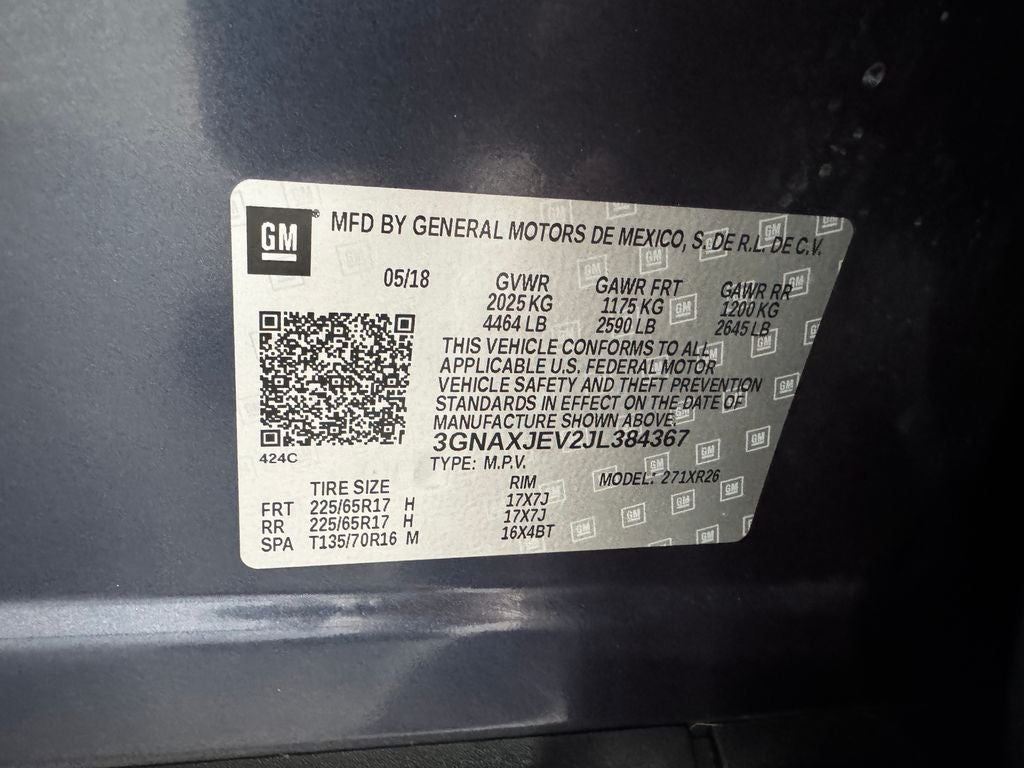 GM
MFD BY GENERAL MOTORS DE MEXICO, S. DE R.L. DE C.V.
05/18 GVWR GAWR FRT GAWR RR
2025 KG 1175 KG 1200 KG
4464 LB 2590 LB 2645 LB
THIS VEHICLE CONFORMS TO ALL
APPLICABLE U.S. FEDERAL MOTOR
VEHICLE SAFETY AND THEFT PREVENTION
STANDARDS IN EFFECT ON THE DATE OF
MANUFACTURE SHOWN ABOVE.
3GNAXJEV2JL384367
424C
TYPE: M.P.V. MODEL: 271XR26
TIRE SIZE RIM
FRT 225/65R17 H 17X7J
RR 225/65R17 H 17X7J
SPA T135/70R16 M 16X4BT